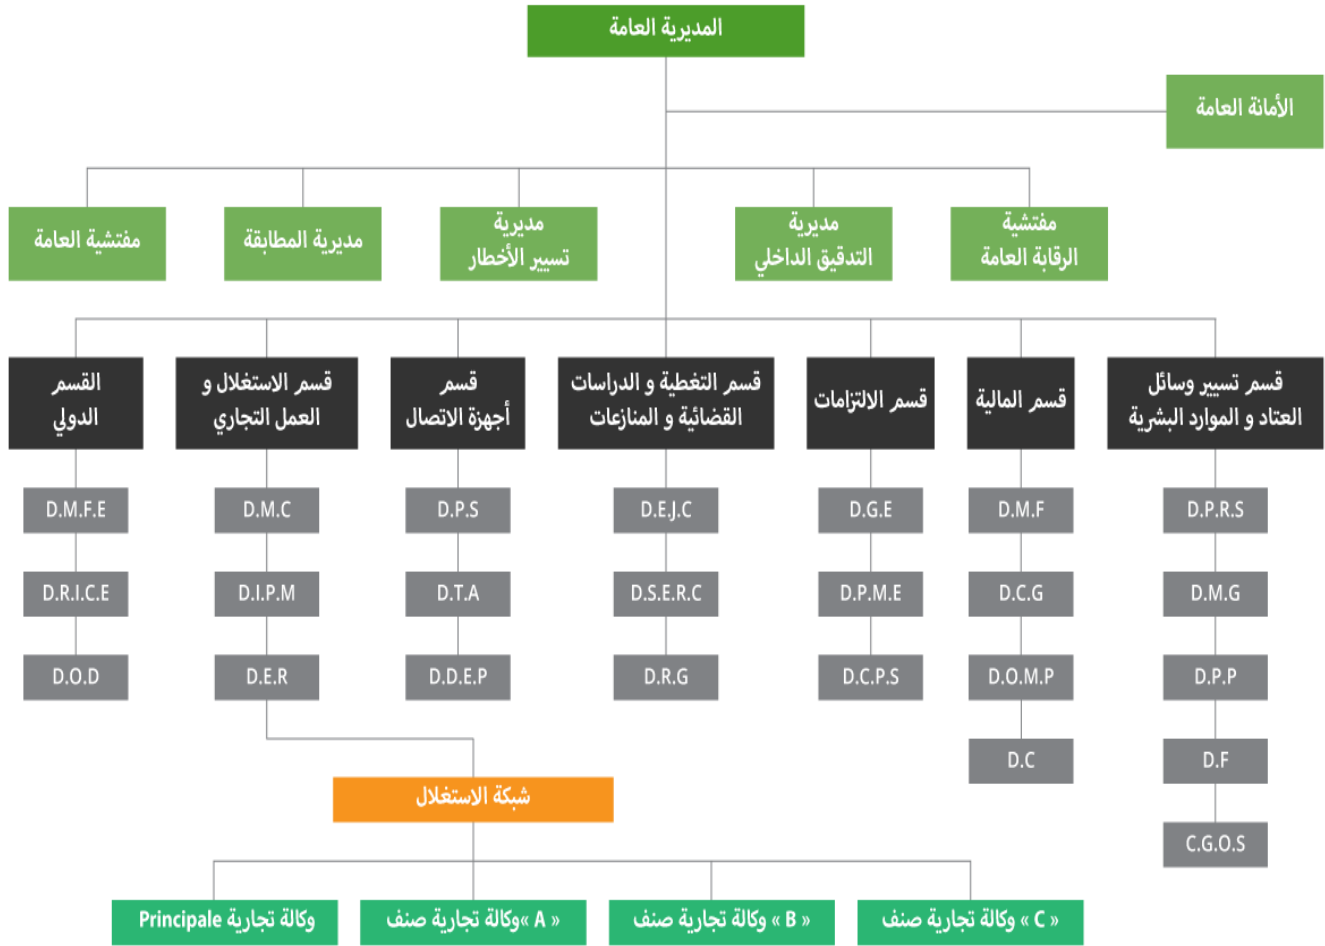 المديرية العامة
الأمانة العامة
مفتشية
الرقابة العامة
مديرية
التدقيق الداخلي
مديرية
تسيير الأخطار
مديرية المطابقة
مفتشية العامة
قسم تسيير وسائل
العتاد و الموارد البشرية
قسم المالية
قسم الالتزامات
قسم التغطية و الدراسات
القضائية و المنازعات
قسم
أجهزة الاتصال
قسم الاستغلال و
العمل التجاري
القسم
الدولي
D.P.R.S
D.M.G
D.P.P
D.F
C.G.O.S
D.M.F
D.C.G
D.O.M.P
D.C
D.G.E
D.P.M.E
D.C.P.S
D.E.J.C
D.S.E.R.C
D.R.G
D.P.S
D.T.A
D.D.E.P
D.M.C
D.I.P.M
D.E.R
D.M.F.E
D.R.I.C.E
D.O.D
شبكة الاستغلال
وكالة تجارية صنف « C »
وكالة تجارية صنف « B »
وكالة تجارية صنف« A »
وكالة تجارية Principale